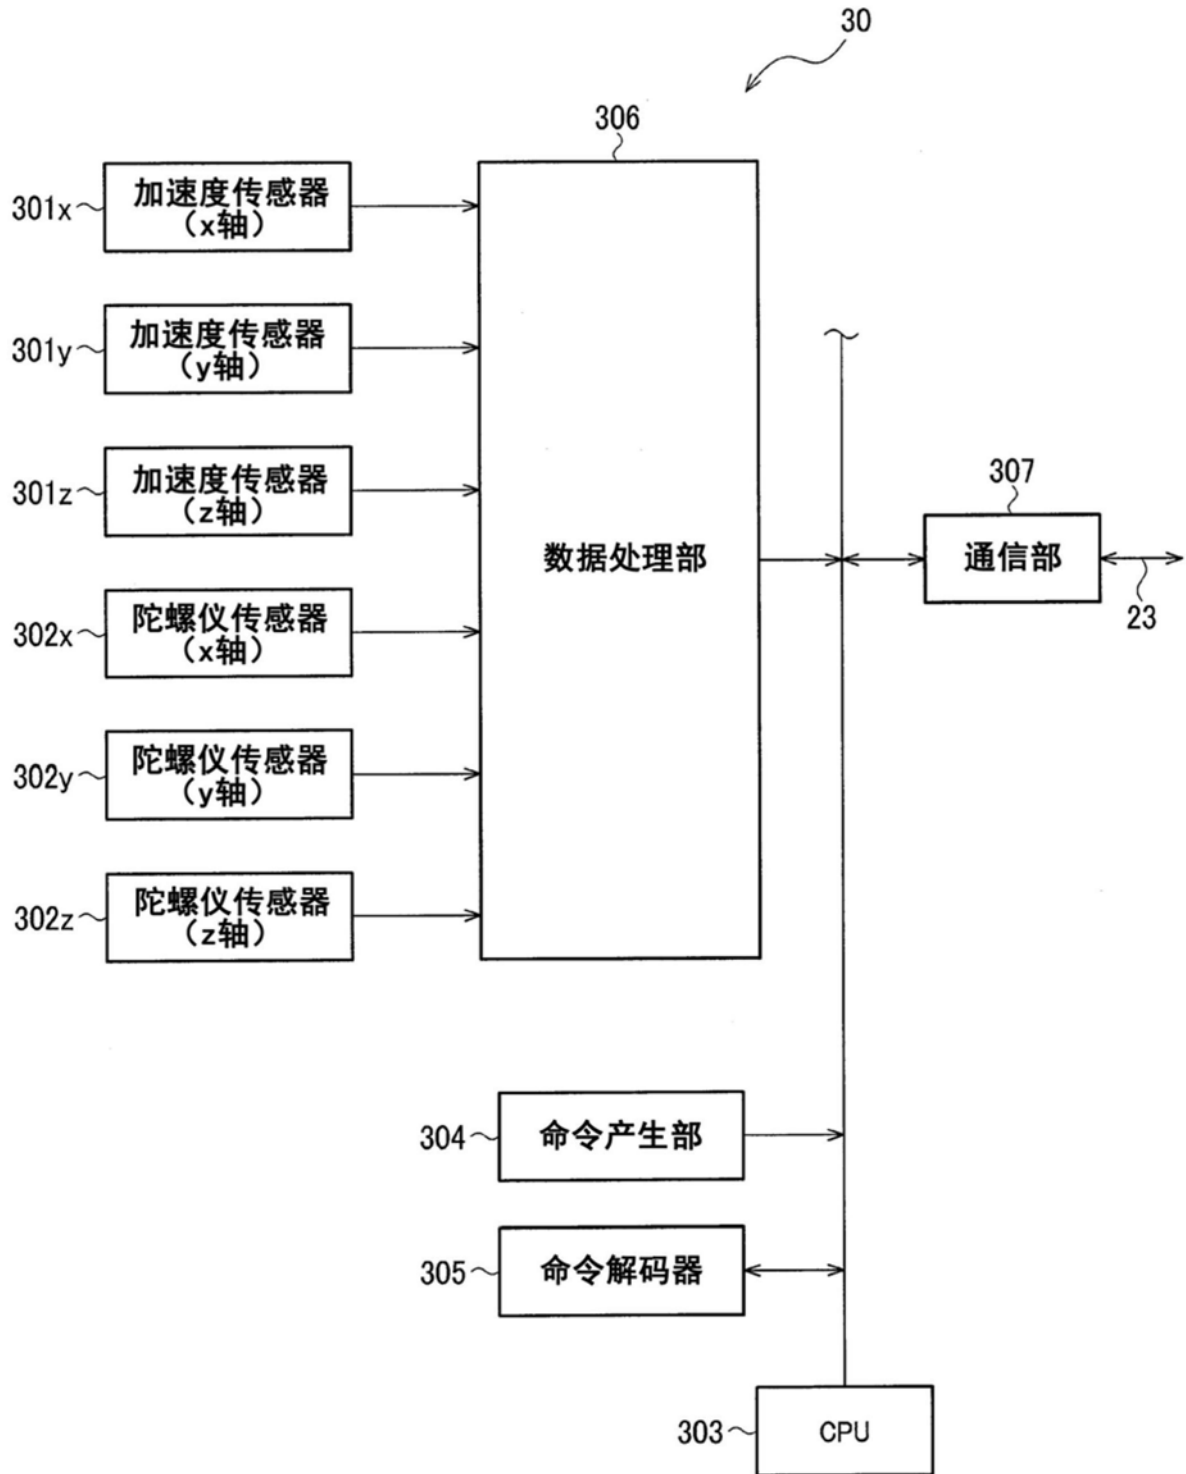 30
306
301x
加速度传感器
（x轴）
301y
加速度传感器
（y轴）
301z
加速度传感器
（z轴）
307
数据处理部
通信部
23
302x
陀螺仪传感器
（x轴）
302y
陀螺仪传感器
（y轴）
302z
陀螺仪传感器
（z轴）
304
命令产生部
305
命令解码器
303
CPU